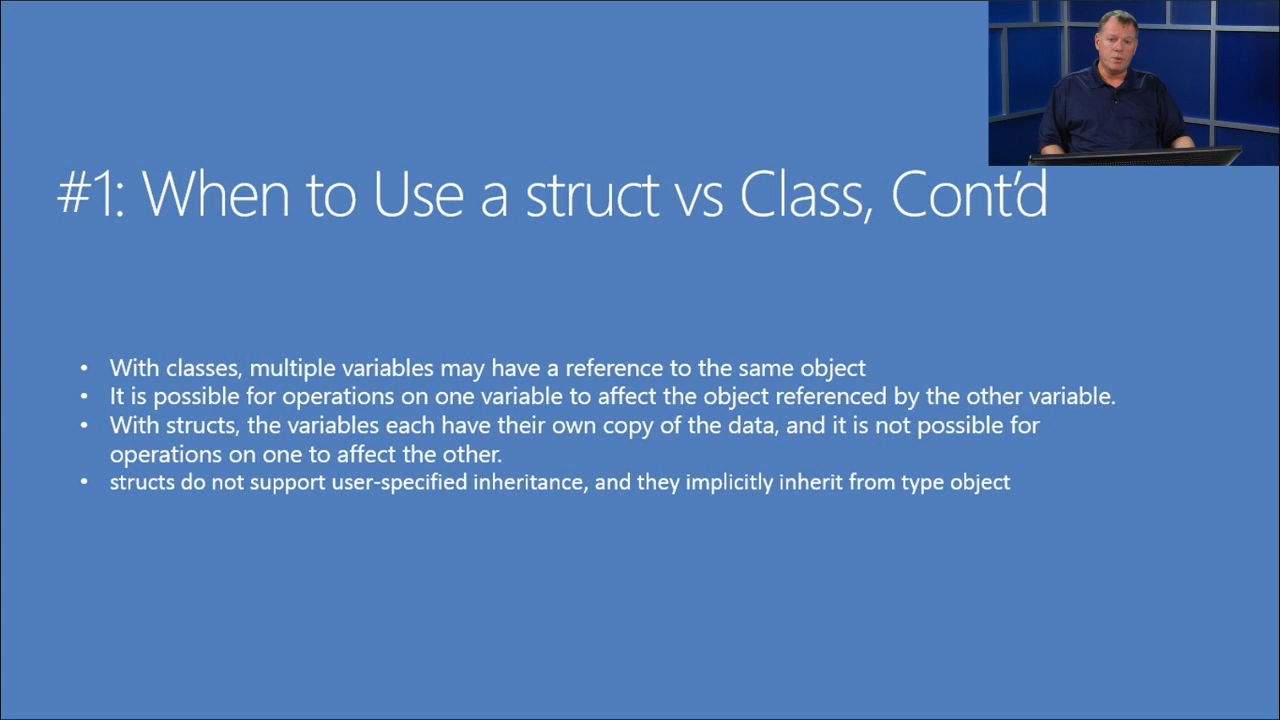 #1: When to Use a struct vs Class, Cont'd
• With classes, multiple variables may have a reference to the same object
• It is possible for operations on one variable to affect the object referenced by the other variable.
• With structs, the variables each have their own copy of the data, and it is not possible for
operations on one to affect the other.
• structs do not support user-specified inheritance, and they implicitly inherit from type object